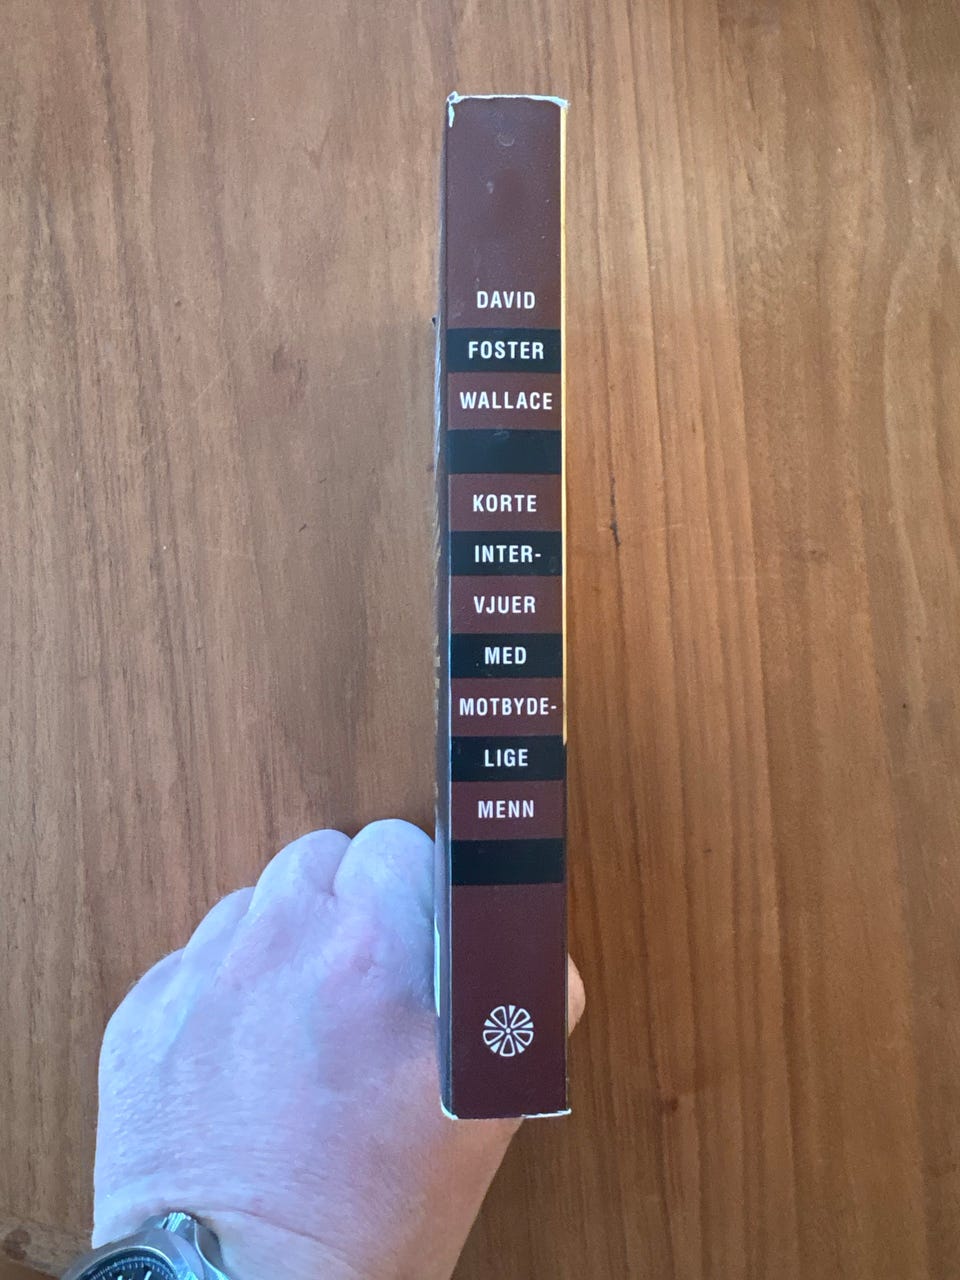 DAVID
FOSTER
WALLACE
KORTE
INTER-
VJUER
MED
MOTBYDE-
LIGE
MENN